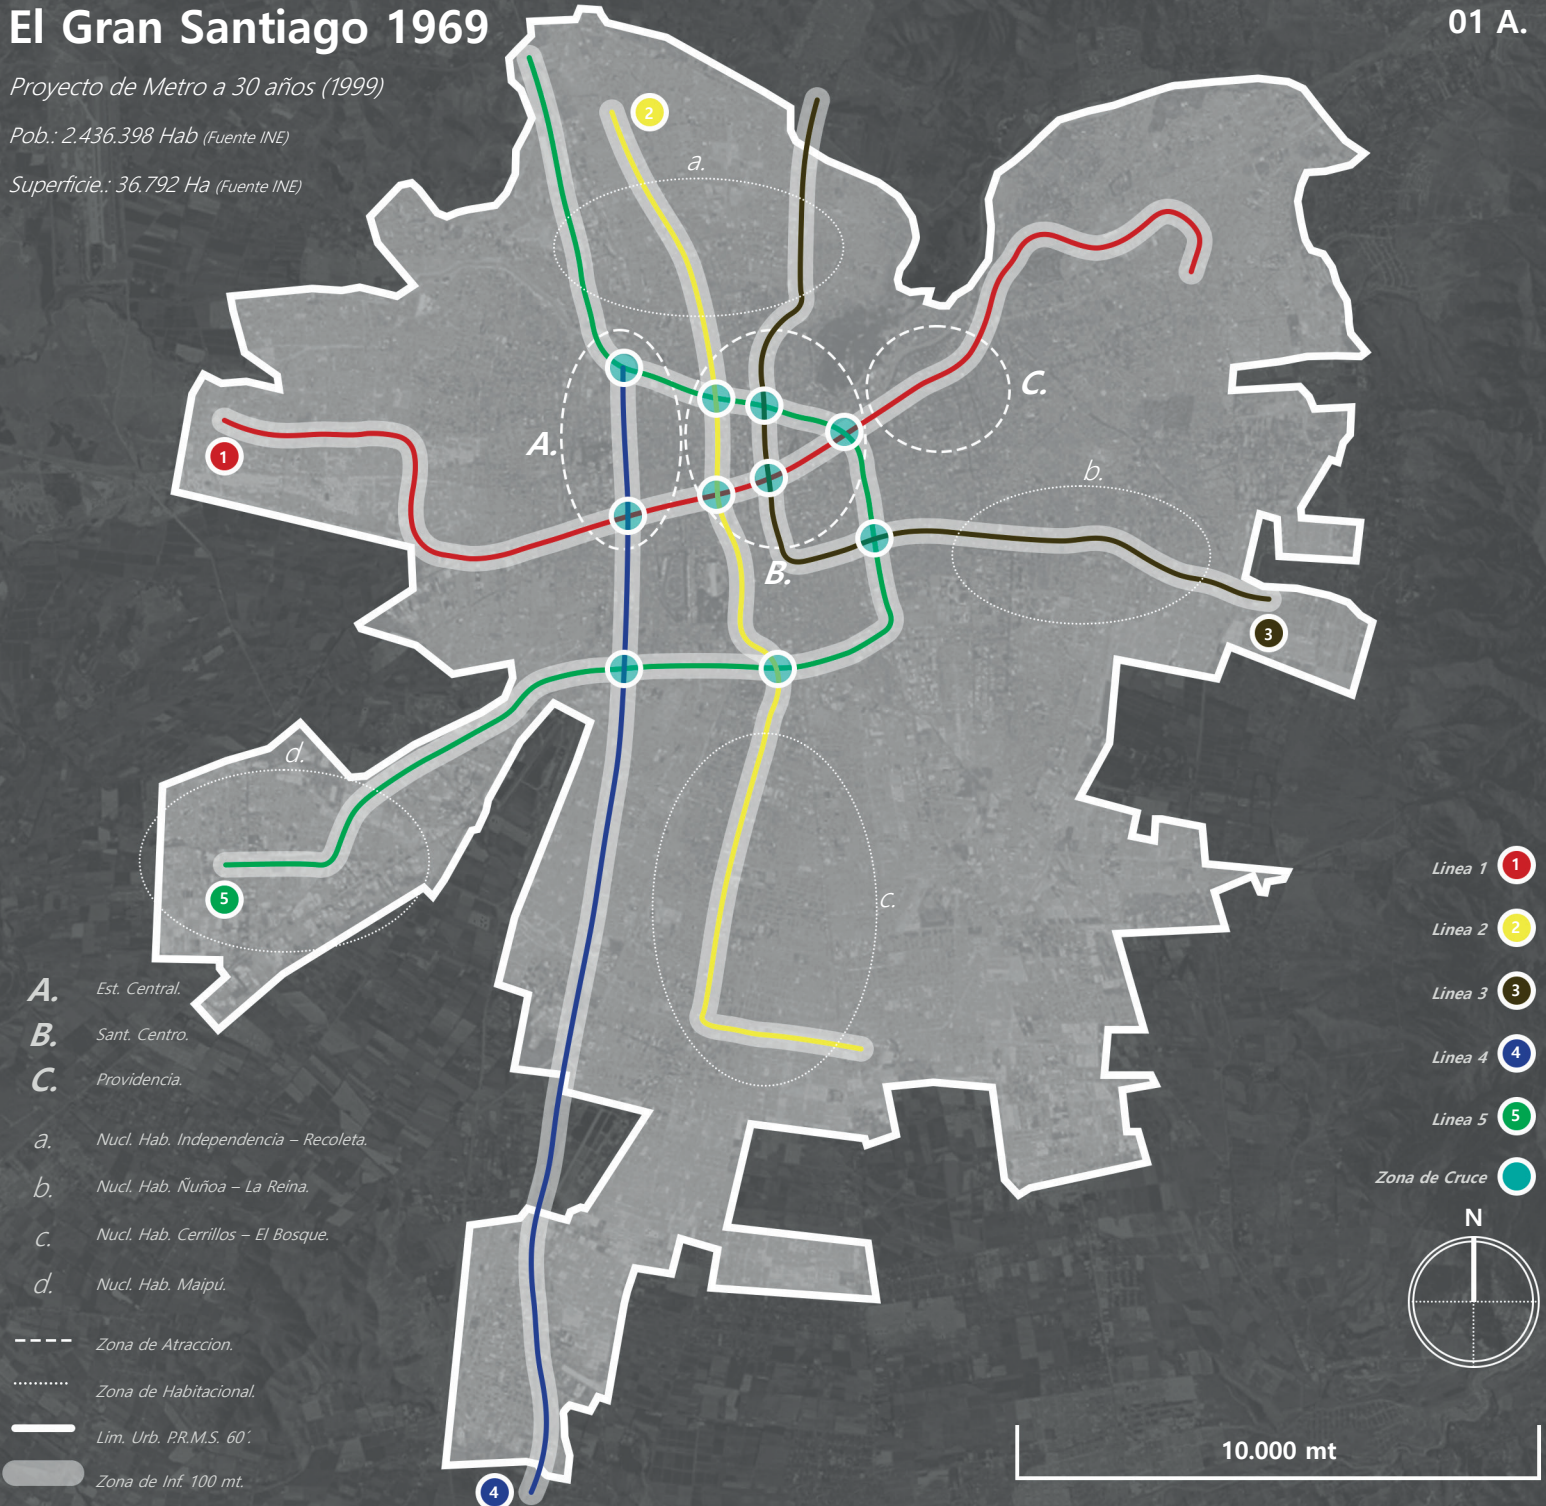 El Gran Santiago 1969
01 A.
Proyecto de Metro a 30 años (1999)
Pob.: 2.436.398 Hab (Fuente INE)
Superficie.: 36.792 Ha (Fuente INE)
2
a.
C.
A.
1
b.
B.
3
d.
5
c.
Linea 1 1
Linea 2 2
Linea 3 3
Linea 4 4
Linea 5 5
Zona de Cruce
A. Est. Central.
B. Sant. Centro.
C. Providencia.
a. Nucl. Hab. Independencia – Recoleta.
b. Nucl. Hab. Ñuñoa – La Reina.
c. Nucl. Hab. Cerrillos – El Bosque.
d. Nucl. Hab. Maipú.
Zona de Atraccion.
Zona de Habitacional.
Lim. Urb. P.R.M.S. 60´.
Zona de Inf. 100 mt.
N
10.000 mt
4